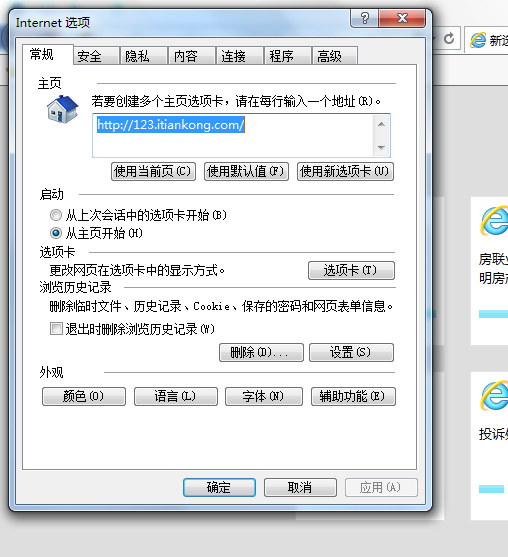 Internet 选项
常规 安全 隐私 内容 连接 程序 高级
主页
若要创建多个主页选项卡，请在每行输入一个地址(R)。
http://123.itiankong.com/
使用当前页(C) 使用默认值(F) 使用新选项卡(U)
启动
从上次会话中的选项卡开始(B)
从主页开始(H)
选项卡
更改网页在选项卡中的显示方式。 选项卡(T)
浏览历史记录
删除临时文件、历史记录、Cookie、保存的密码和网页表单信息。
退出时删除浏览历史记录(W)
删除(D)... 设置(S)
外观
颜色(O) 语言(L) 字体(N) 辅助功能(E)
确定 取消 应用(A)
新选
房联
明房
投诉